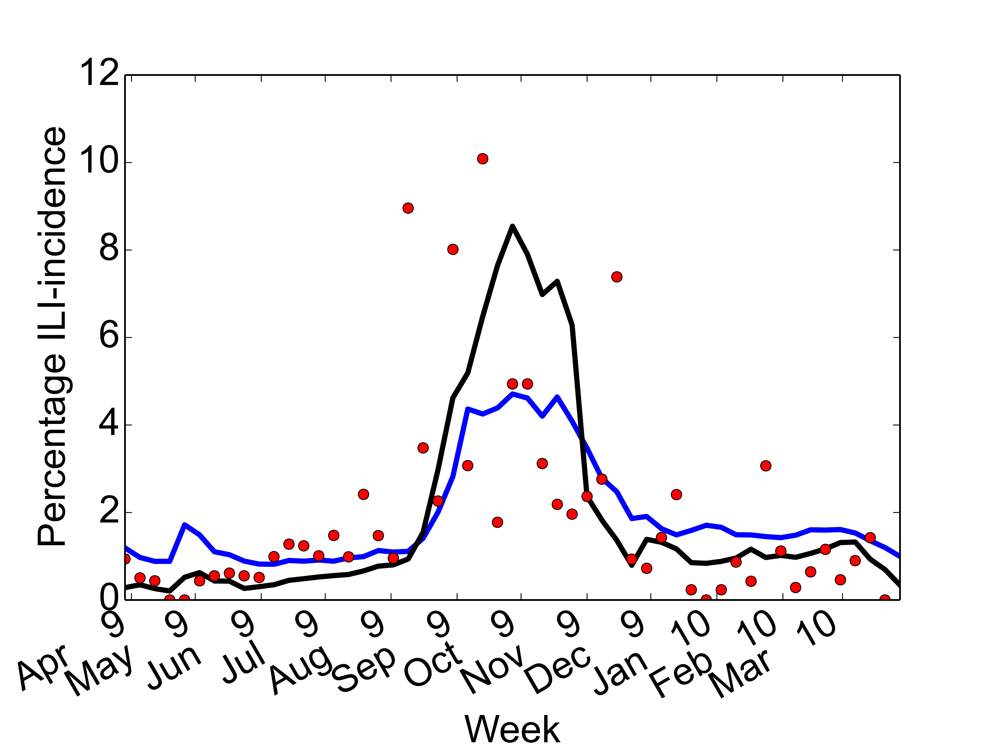 Percentage ILI-incidence
12
10
8
6
4
2
0
Apr 9
May 9
Jun 9
Jul 9
Aug 9
Sep 9
Oct 9
Nov 9
Dec 9
Jan 10
Feb 10
Mar 10
Week